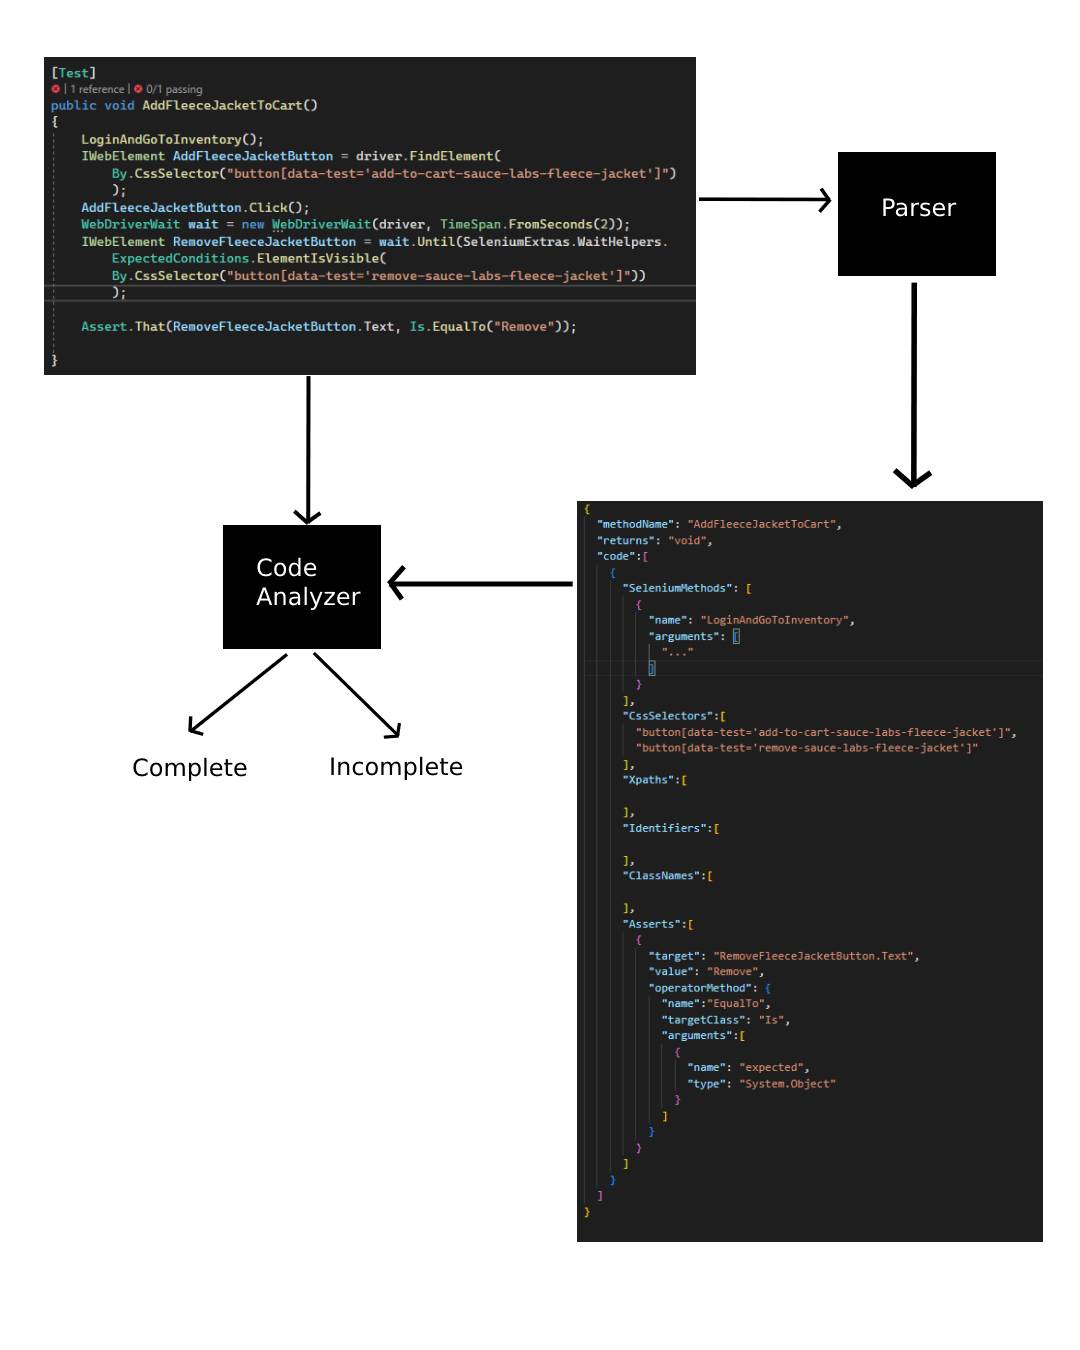 [Test]
| 1 reference | 0/1 passing
public void AddFleeceJacketToCart()
{
LoginAndGoToInventory();
IWebElement AddFleeceJacketButton = driver.FindElement(
By.CssSelector("button[data-test='add-to-cart-sauce-labs-fleece-jacket']")
);
AddFleeceJacketButton.Click();
WebDriverWait wait = new WebDriverWait(driver, TimeSpan.FromSeconds(2));
IWebElement RemoveFleeceJacketButton = wait.Until(SeleniumExtras.WaitHelpers.
ExpectedConditions.ElementIsVisible(
By.CssSelector("button[data-test='remove-sauce-labs-fleece-jacket']"))
);
Assert.That(RemoveFleeceJacketButton.Text, Is.EqualTo("Remove"));
}
Parser
Code
Analyzer
Complete
Incomplete
{
"methodName": "AddFleeceJacketToCart",
"returns": "void",
"code":[
{
"SeleniumMethods": [
{
"name": "LoginAndGoToInventory",
"arguments": [
"..."
]
}
],
"CssSelectors":[
"button[data-test='add-to-cart-sauce-labs-fleece-jacket']",
"button[data-test='remove-sauce-labs-fleece-jacket']"
],
"Xpaths":[
],
"Identifiers":[
],
"ClassNames":[
],
"Asserts":[
{
"target": "RemoveFleeceJacketButton.Text",
"value": "Remove",
"operatorMethod": {
"name":"EqualTo",
"targetClass": "Is",
"arguments":[
{
"name": "expected",
"type": "System.Object"
}
]
}
}
]
}
]
}